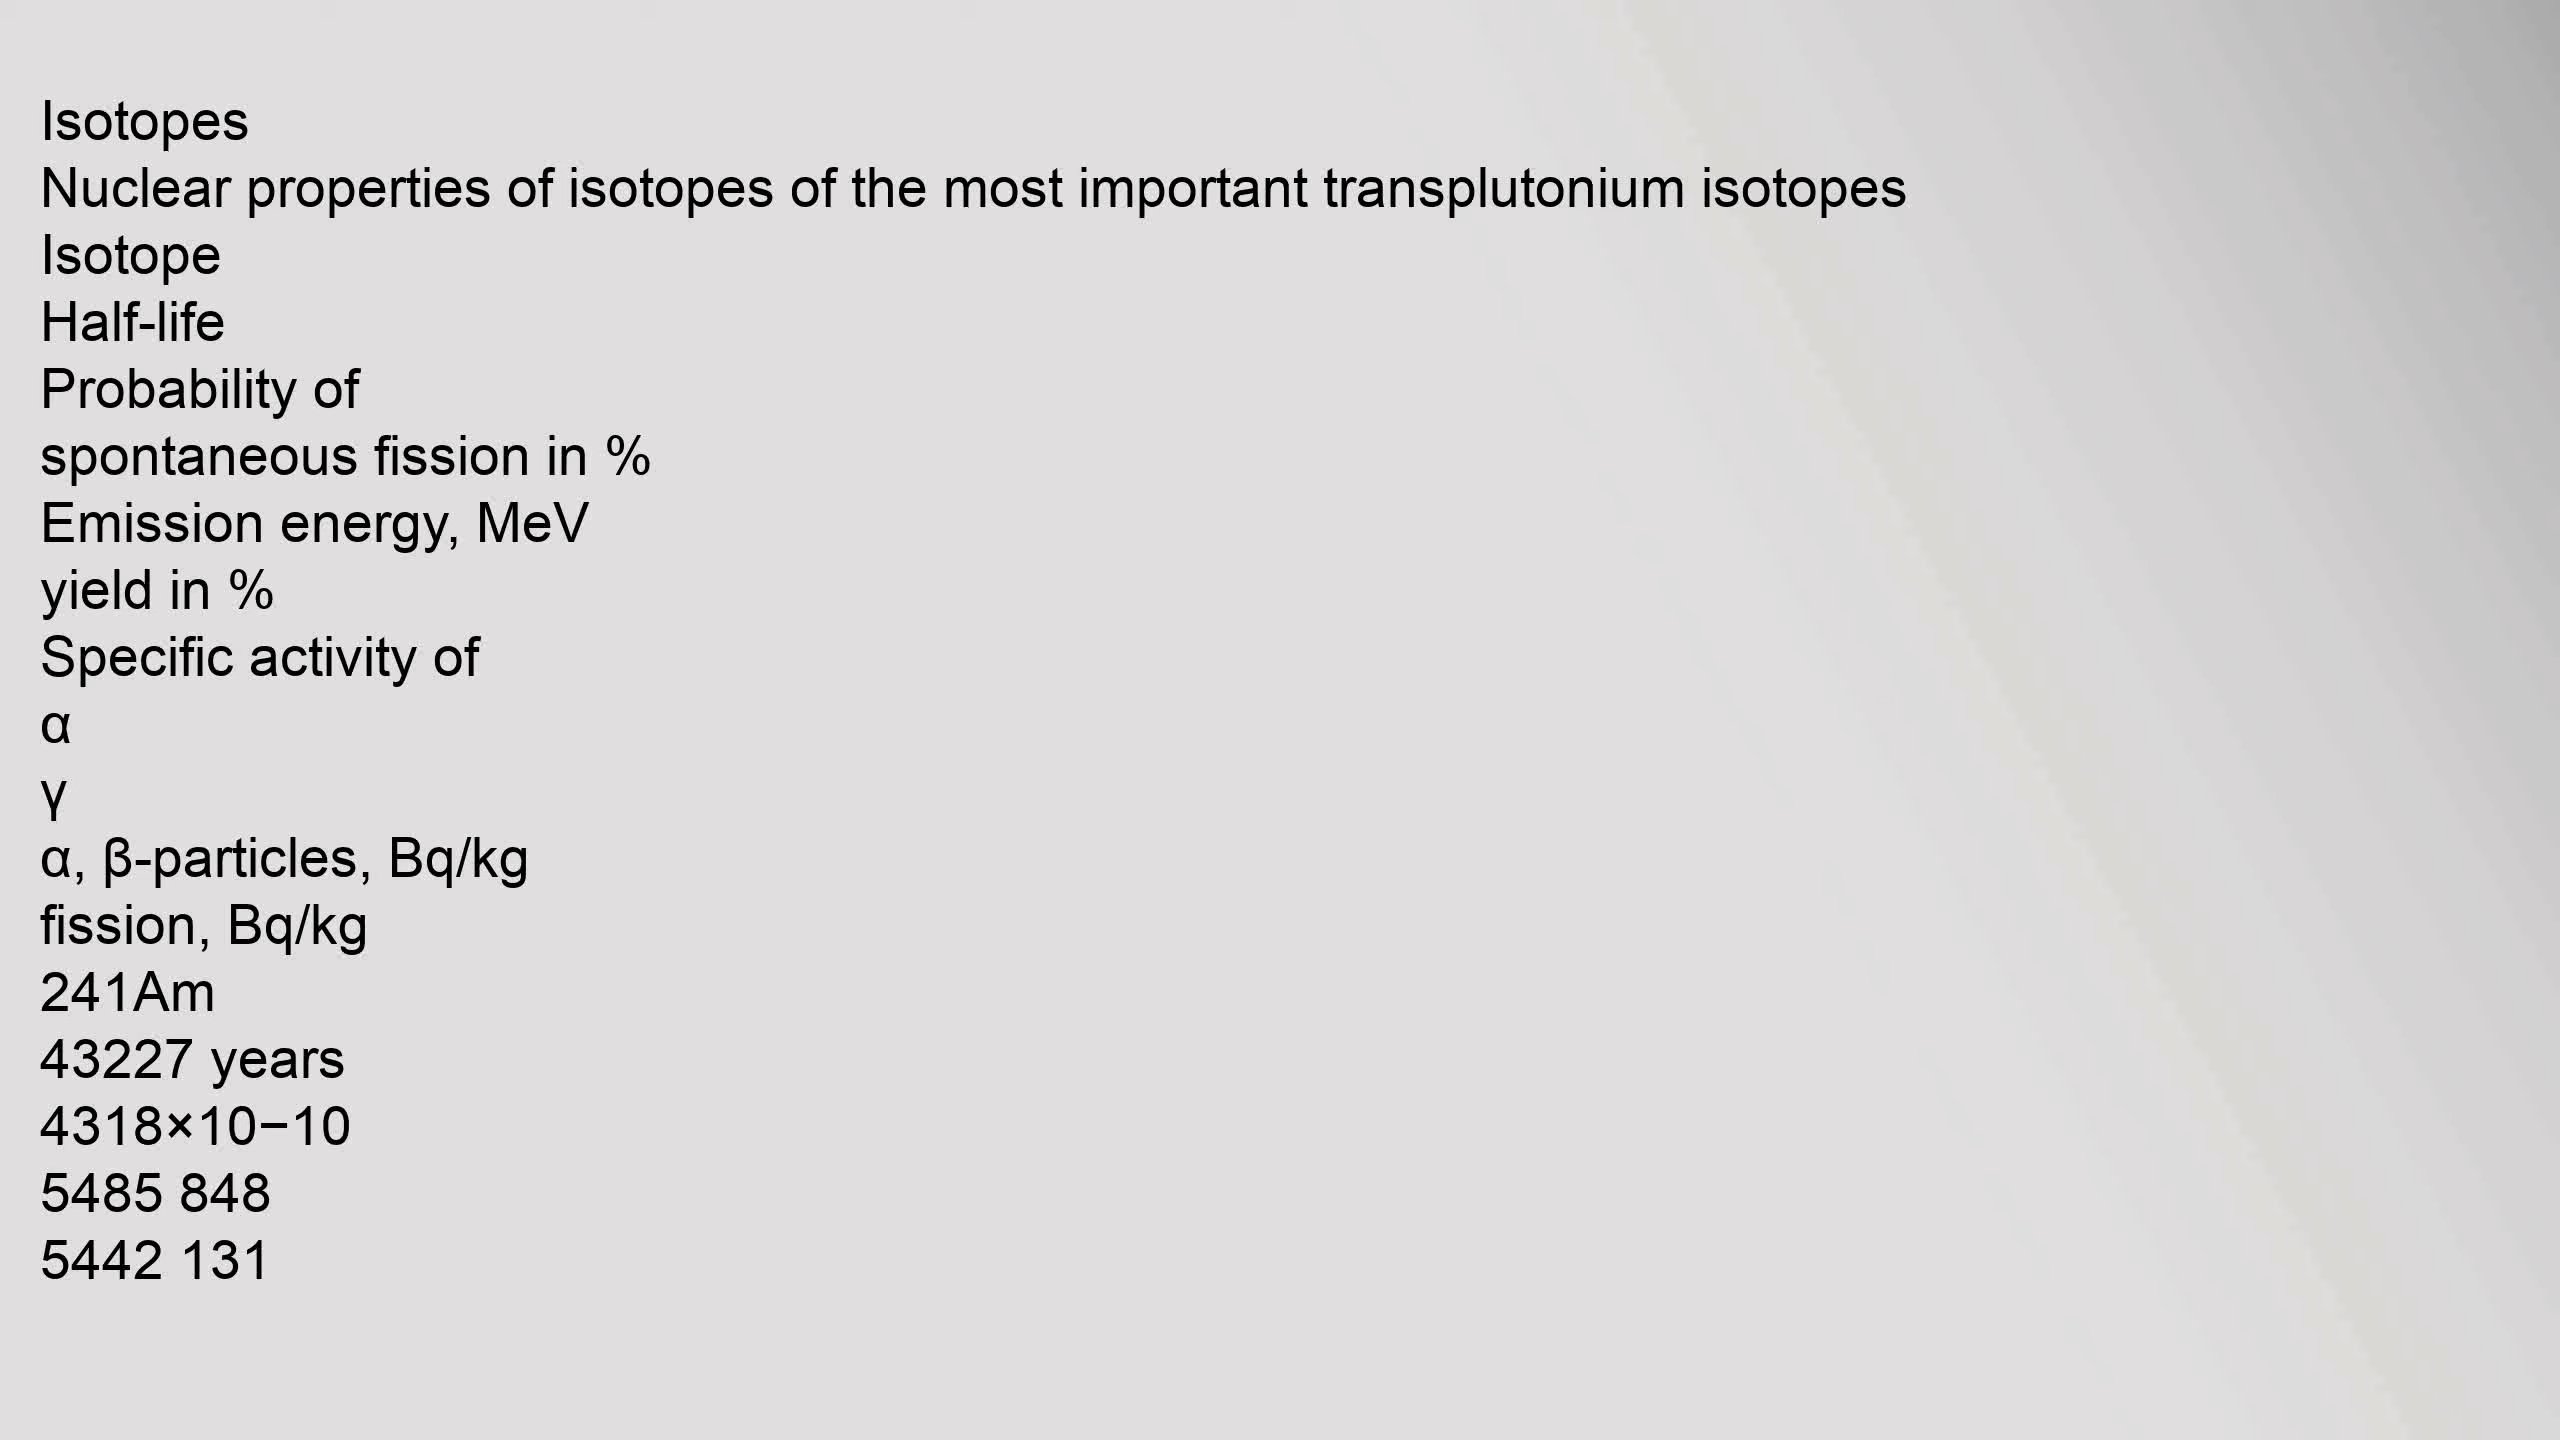 Isotopes
Nuclear properties of isotopes of the most important transplutonium isotopes
Isotope
Half-life
Probability of
spontaneous fission in %
Emission energy, MeV
yield in %
Specific activity of
α
γ
α, β-particles, Bq/kg
fission, Bq/kg
241Am
43227 years
4318×10−10
5485 848
5442 131